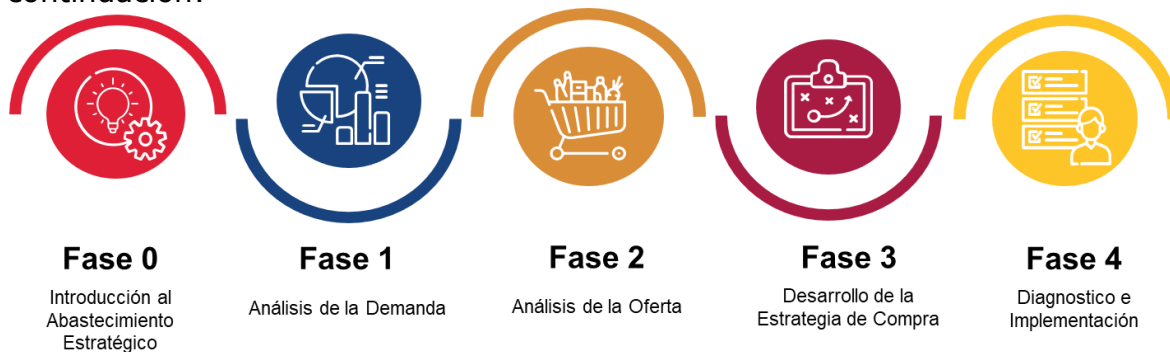 continuación:
Fase 0
Introducción al
Abastecimiento
Estratégico
Fase 1
Análisis de la Demanda
Fase 2
Análisis de la Oferta
Fase 3
Desarrollo de la
Estrategia de Compra
Fase 4
Diagnostico e
Implementación